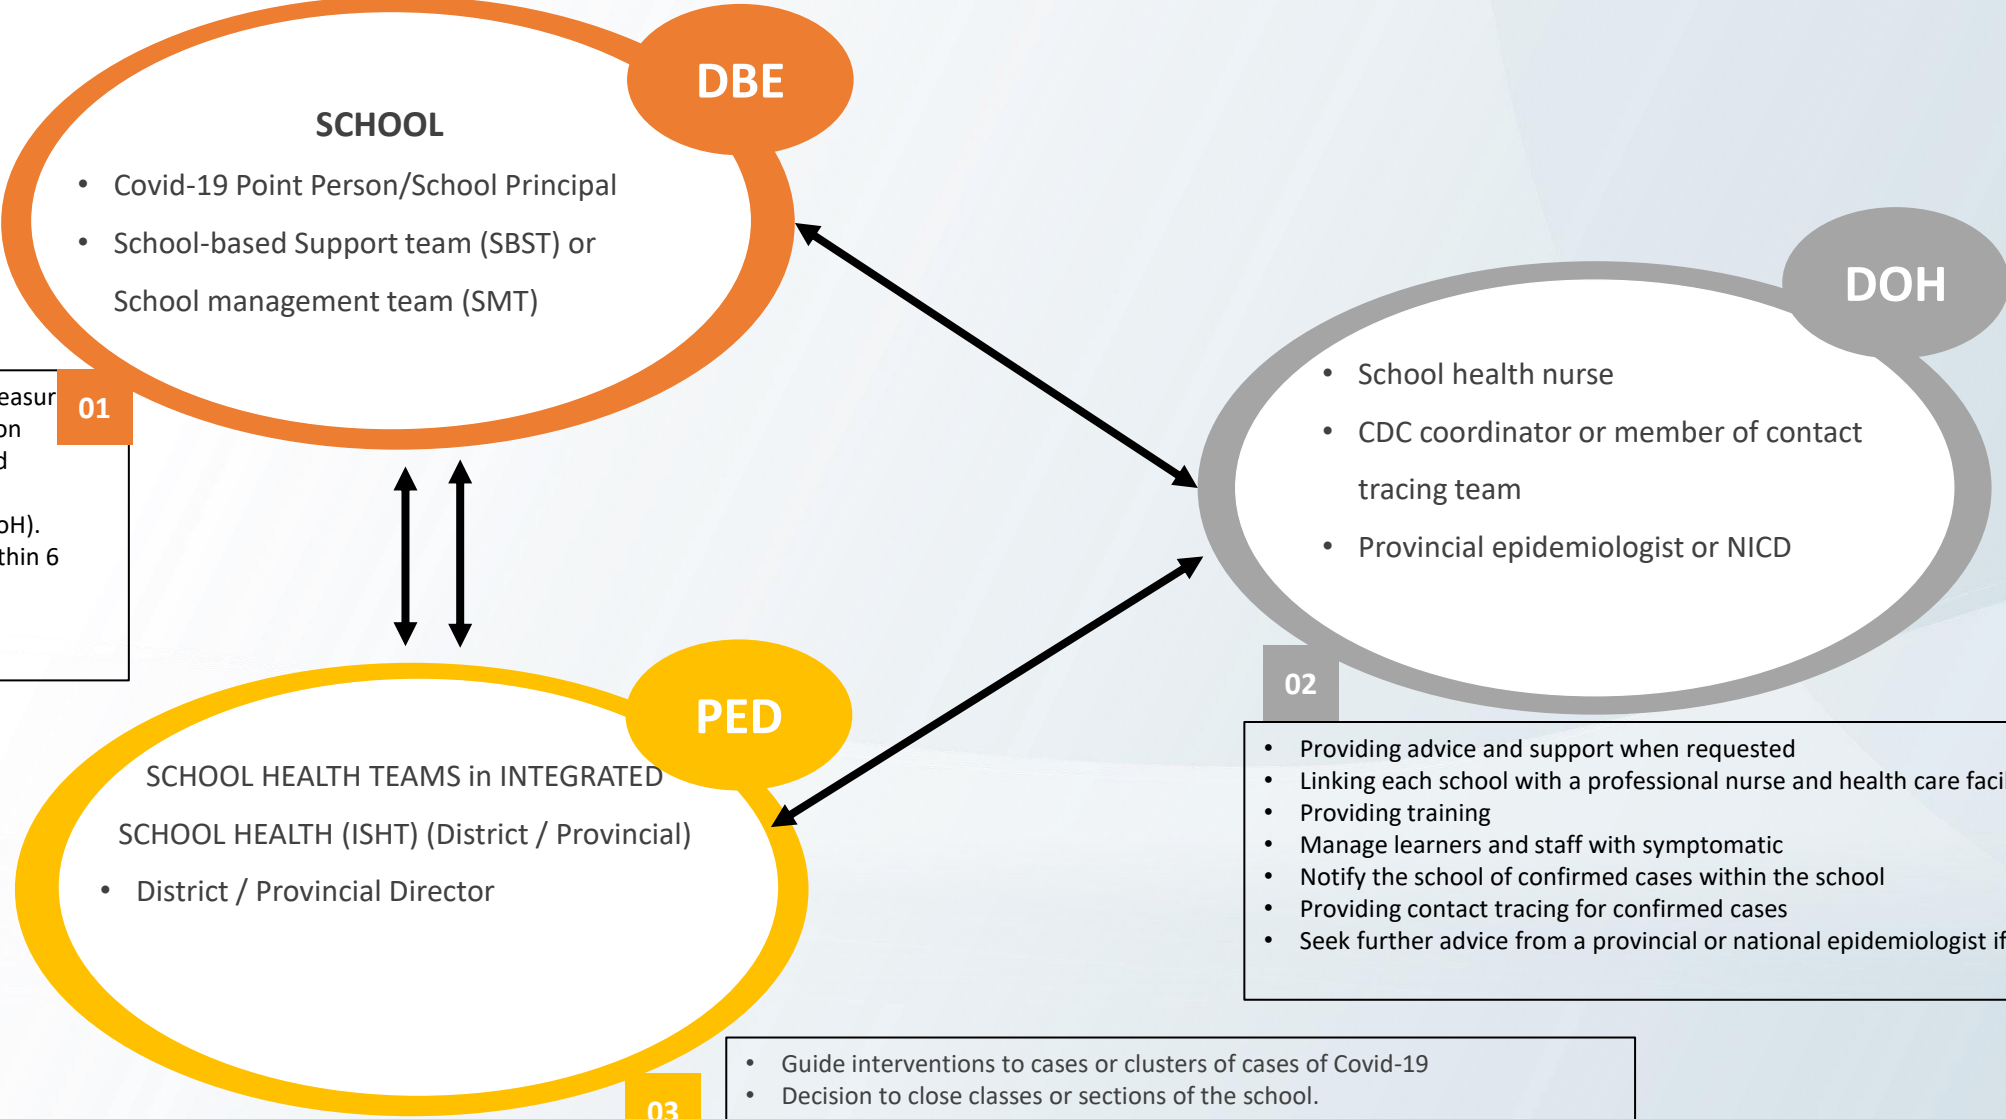 DBE
SCHOOL
• Covid-19 Point Person/School Principal
• School-based Support team (SBST) or
School management team (SMT)
01
thin 6
DOH
• School health nurse
• CDC coordinator or member of contact
tracing team
• Provincial epidemiologist or NICD
02
• Providing advice and support when requested
• Linking each school with a professional nurse and health care facil
• Providing training
• Manage learners and staff with symptomatic
• Notify the school of confirmed cases within the school
• Providing contact tracing for confirmed cases
• Seek further advice from a provincial or national epidemiologist if
PED
SCHOOL HEALTH TEAMS in INTEGRATED
SCHOOL HEALTH (ISHT) (District / Provincial)
• District / Provincial Director
03
• Guide interventions to cases or clusters of cases of Covid-19
• Decision to close classes or sections of the school.